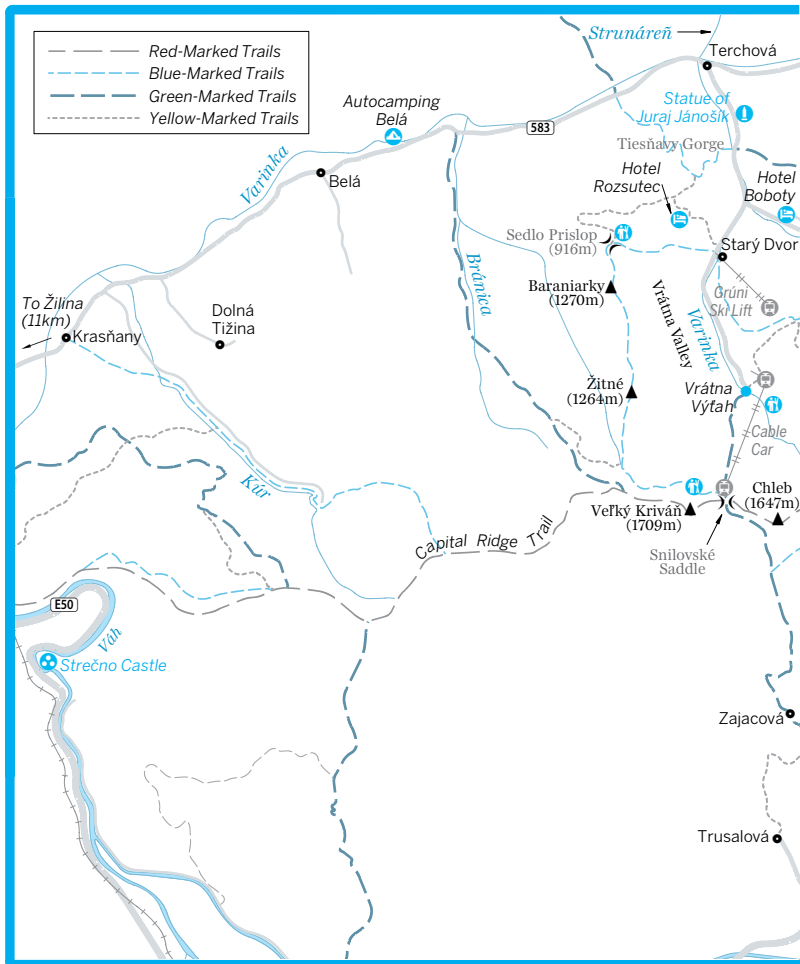 Red-Marked Trails
Blue-Marked Trails
Green-Marked Trails
Yellow-Marked Trails
Strunáreň
Terchová
Autocamping
Belá
583
Statue of
Juraj Jánošík
Tiesňavy Gorge
Hotel
Rozsutec
Hotel
Boboty
Varinka
Belá
Sedlo Prislop
(916m)
Starý Dvor
Bránica
Baraniarky
(1270m)
Vrátna Valley
Varinka
Grúni
Ski Lift
To Žilina
(11km)
Krasňany
Dolná
Tižina
Žitné
(1264m)
Vrátna
Výťah
Cable
Car
Kúr
Chleb
(1647m)
Veľký Kriváň
(1709m)
Capital Ridge Trail
Snilovské
Saddle
E50
Váh
Strečno Castle
Zajacová
Trusalová